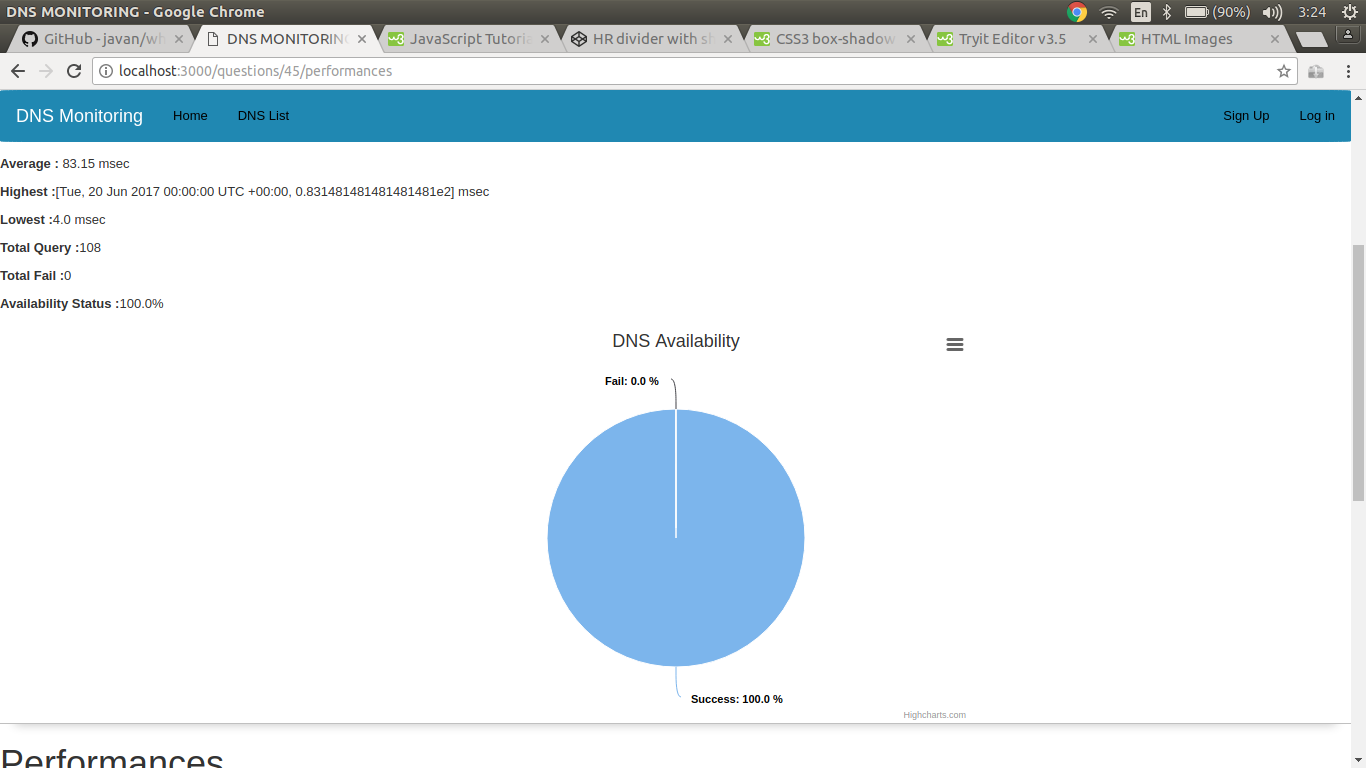 DNS MONITORING - Google Chrome En (90%) 3:24
GitHub - javan/wh DNS MONITORING JavaScript Tutoria HR divider with sh CSS3 box-shadow Tryit Editor v3.5 HTML Images
localhost:3000/questions/45/performances
DNS Monitoring Home DNS List Sign Up Log in
Average : 83.15 msec
Highest :[Tue, 20 Jun 2017 00:00:00 UTC +00:00, 0.831481481481481481e2] msec
Lowest :4.0 msec
Total Query :108
Total Fail :0
Availability Status :100.0%
DNS Availability
Fail: 0.0 %
Success: 100.0 %
Highcharts.com
Performances